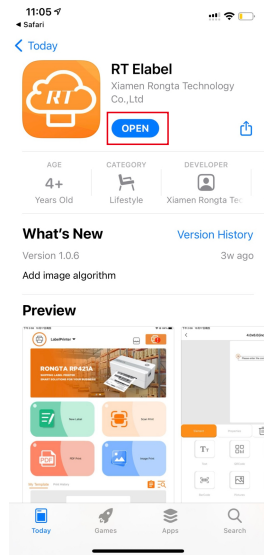 11:05
◀ Safari
Today
RT
RT Elabel
Xiamen Rongta Technology
Co.,Ltd
OPEN
AGE
4+
Years Old
CATEGORY
Lifestyle
DEVELOPER
Xiamen Rongta Tec
What's New
Version History
Version 1.0.6
3w ago
Add image algorithm
Preview
LabelPrinter
RONGTA RP421A
Today
Games
Apps
Search